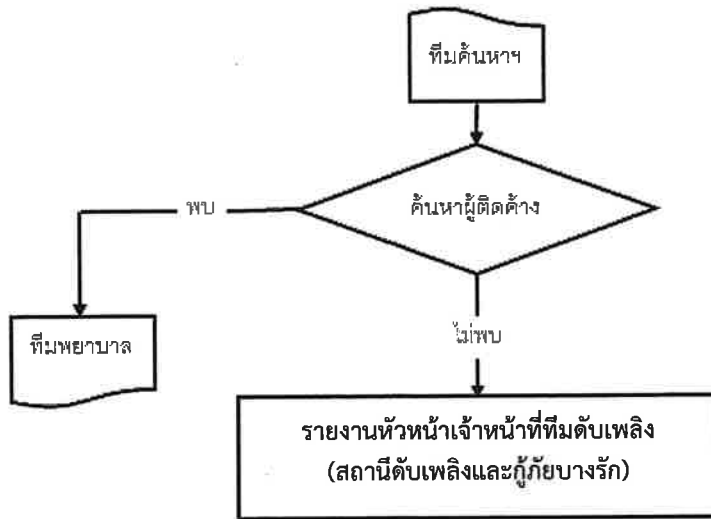 ทีมค้นหาฯ
ค้นหาผู้ติดค้าง
พบ
ทีมพยาบาล
ไม่พบ
รายงานหัวหน้าเจ้าหน้าที่ทีมดับเพลิง
(สถานีดับเพลิงและกู้ภัยบางรัก)